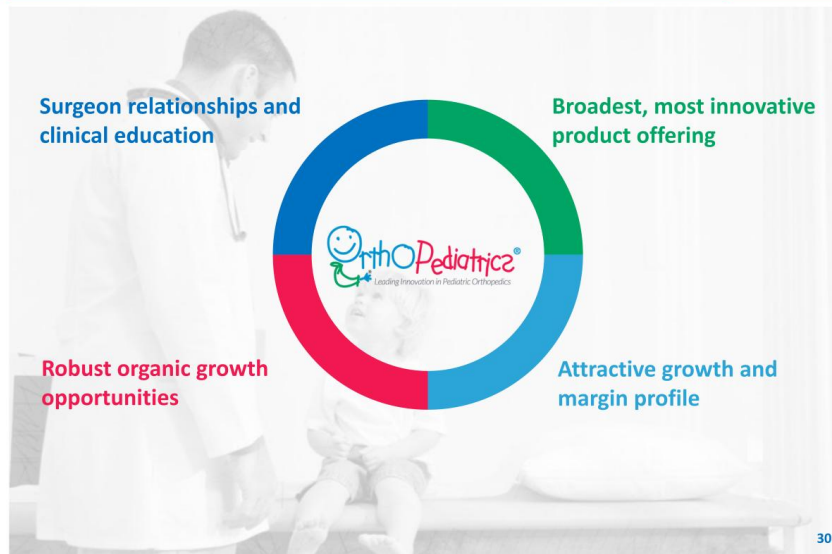 Surgeon relationships and
clinical education
Broadest, most innovative
product offering
OrthoPediatrics®
Leading Innovation in Pediatric Orthopedics
Robust organic growth
opportunities
Attractive growth and
margin profile
30